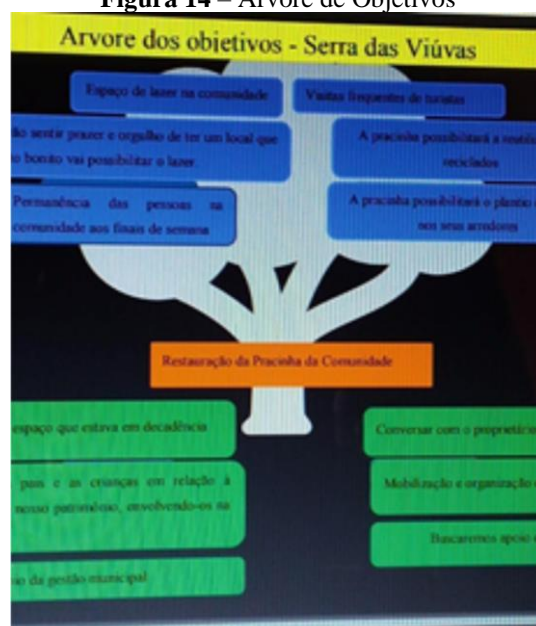 Figura 14 – Árvore de Objetivos
Arvore dos objetivos - Serra das Viúvas
Espaço de lazer na comunidade
Visitas frequentes de turistas
ão sentir prazer e orgulho de ter um local que
o bonito vai possibilitar o lazer.
A pracinha possibilitará a reutiliz
reciclados
Permanência das pessoas na
comunidade aos finais de semana
A pracinha possibilitará o plantio
nos seus arredores
Restauração da Pracinha da Comunidade
espaço que estava em decadência
Conversar com o proprietário
pais e as crianças em relação à
nosso patrimônio, envolvendo-os na
Mobilização e organização
Buscaremos apoio
io da gestão municipal